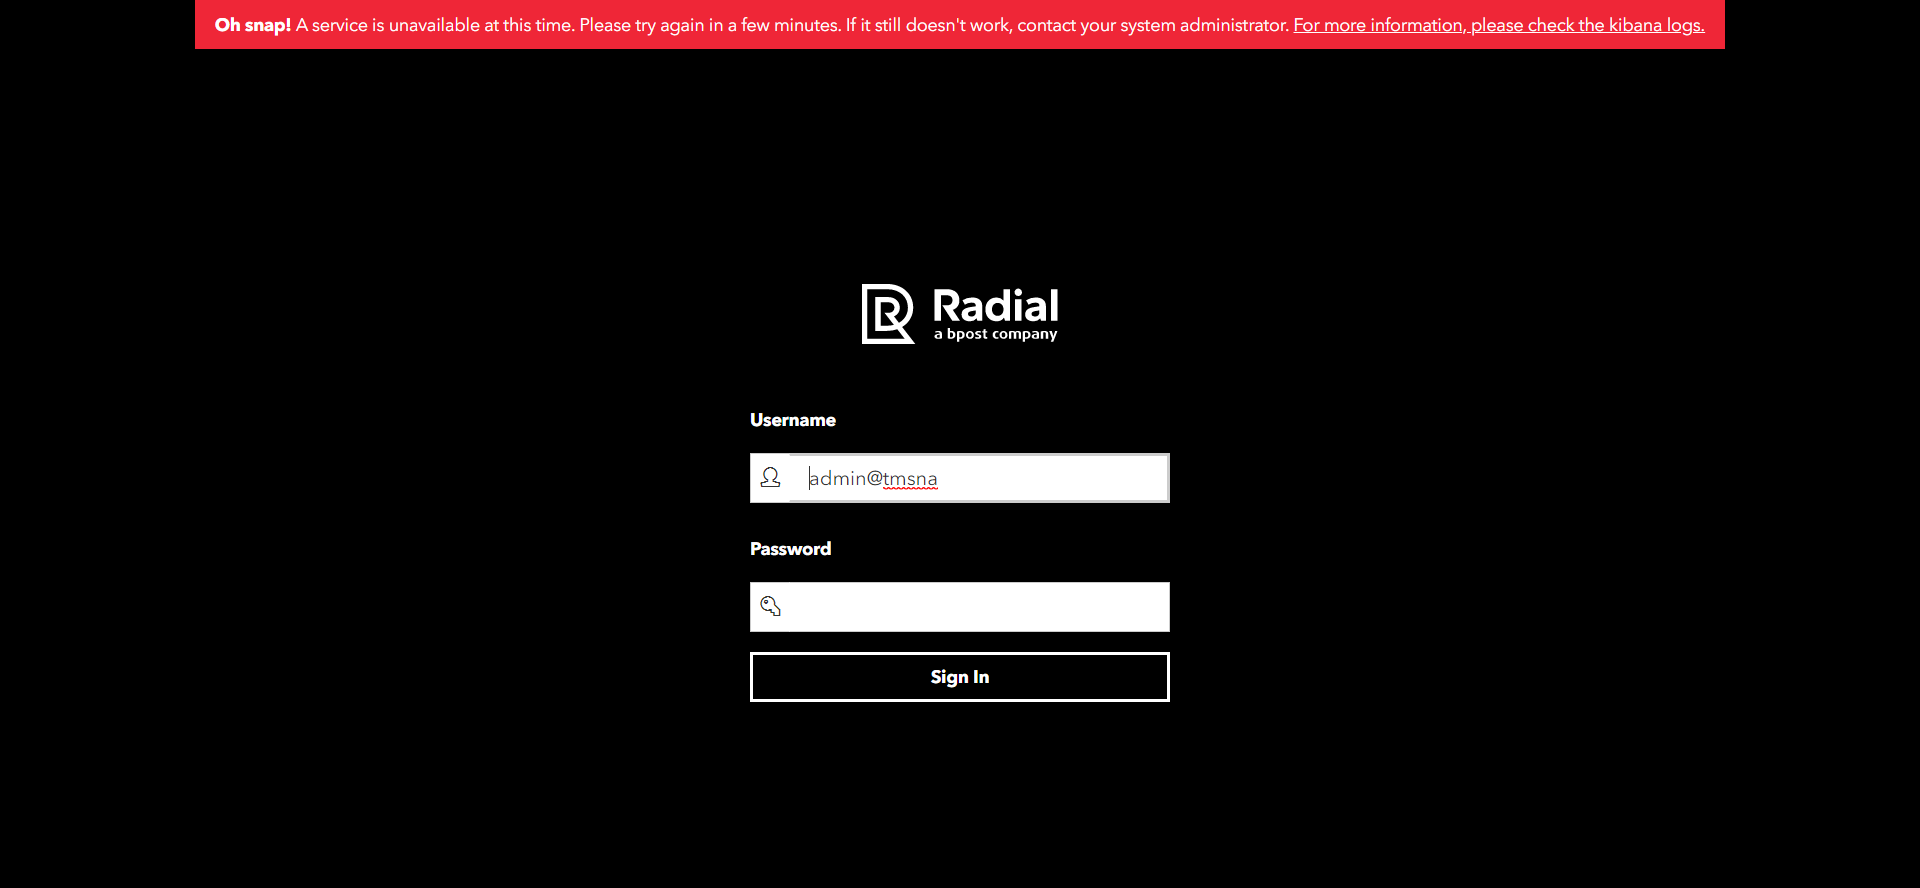 Oh snap! A service is unavailable at this time. Please try again in a few minutes. If it still doesn't work, contact your system administrator. For more information, please check the kibana logs.
Radial
a bpost company
Username
admin@tmsna
Password
Sign In